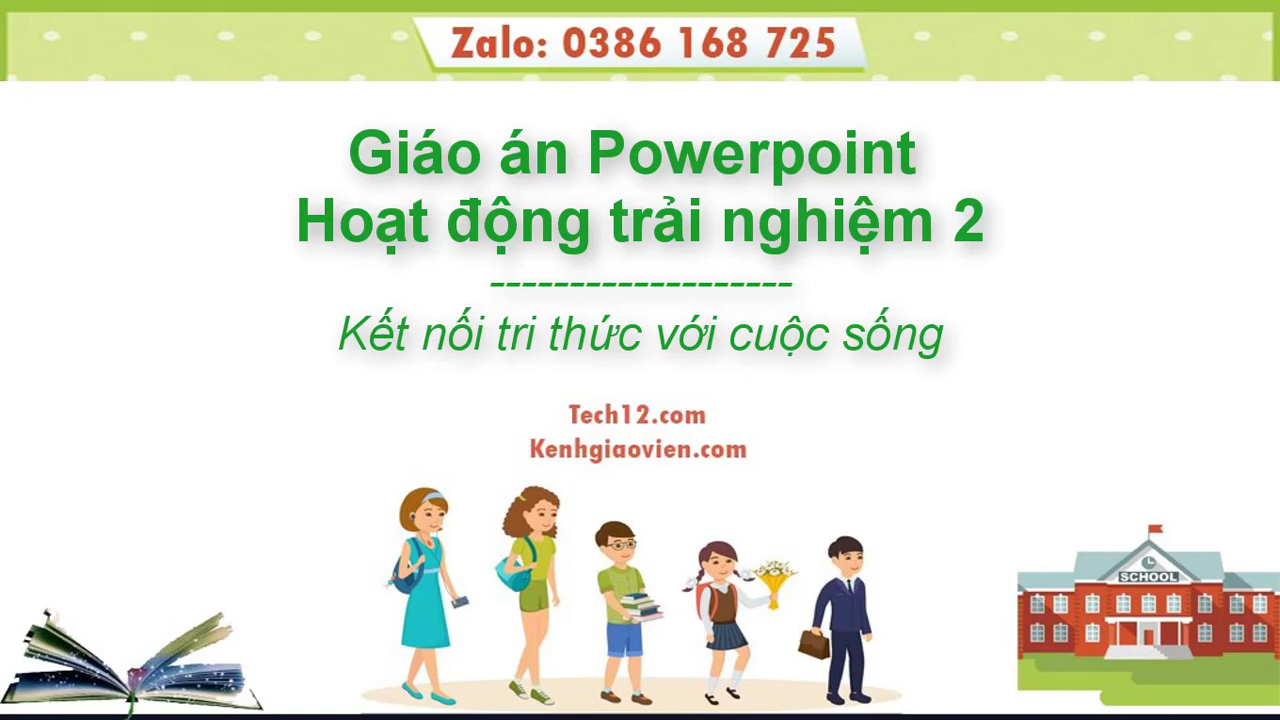 Zalo: 0386 168 725
Giáo án Powerpoint
Hoạt động trải nghiệm 2
-------------------
Kết nối tri thức với cuộc sống
Tech12.com
Kenhgiaovien.com
SCHOOL